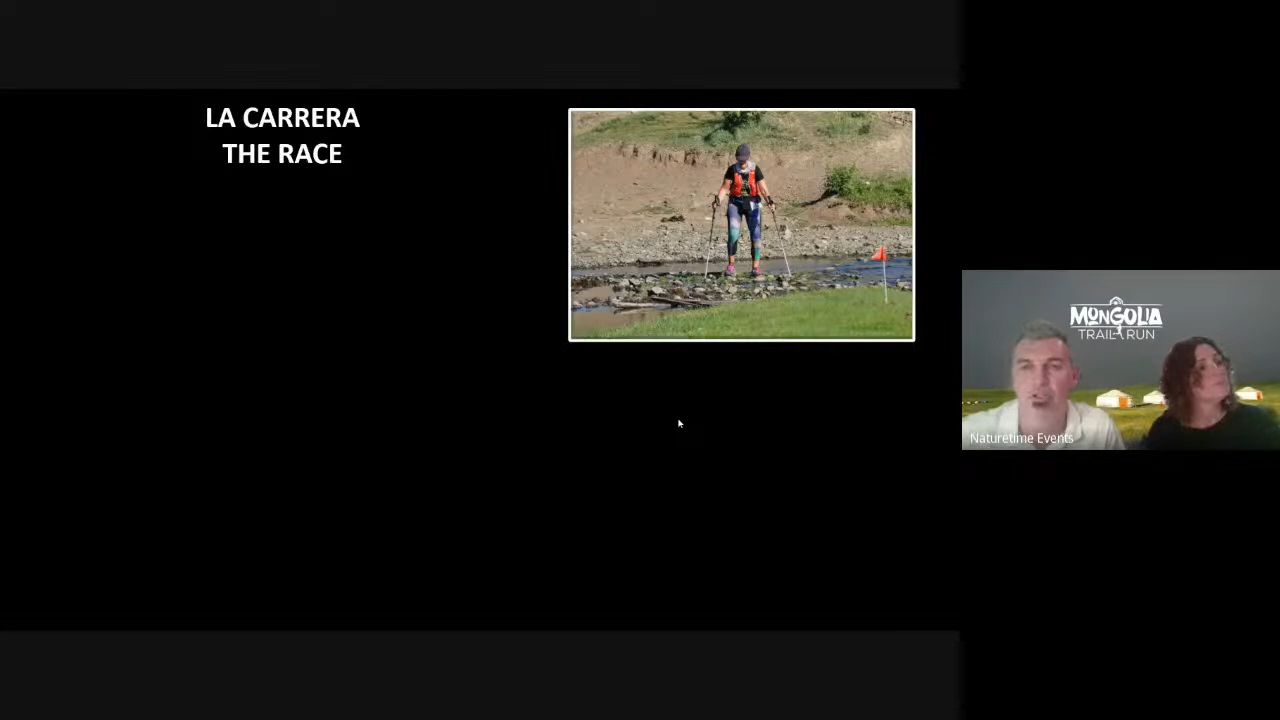 LA CARRERA
THE RACE
MONGOLIA
TRAIL RUN
Naturetime Events